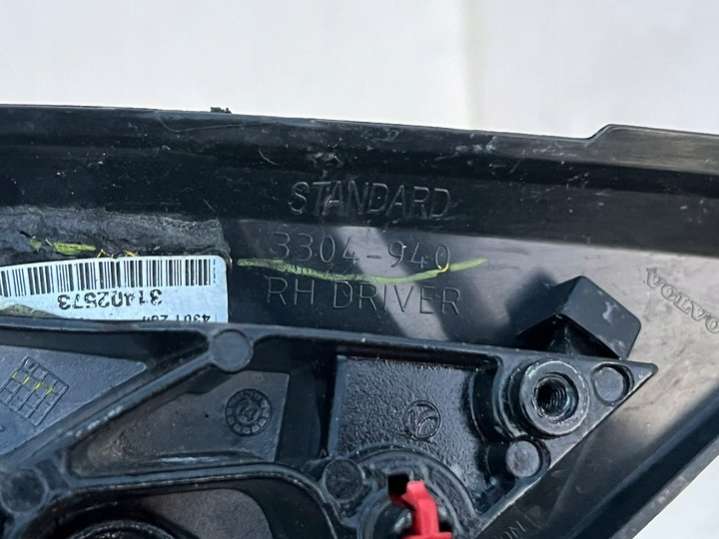 STANDARD
3304-940
RH DRIVER
VOLVO
31402573